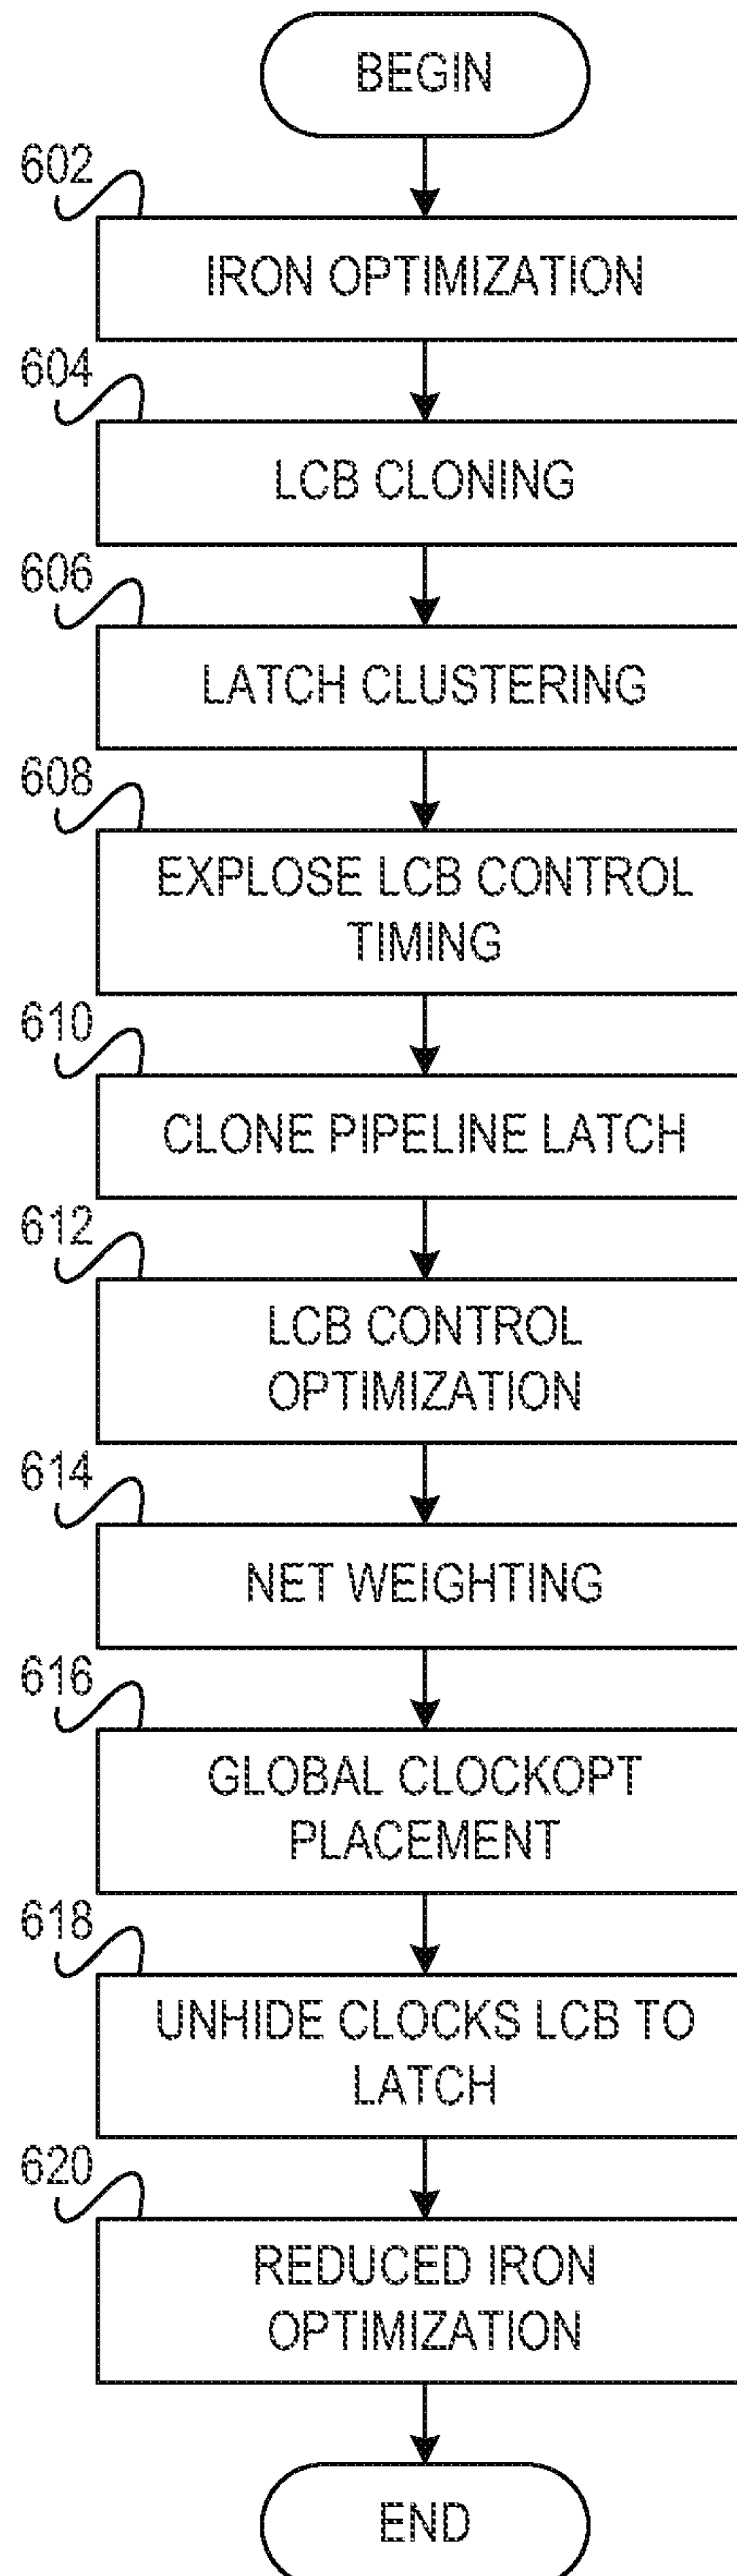 BEGIN
602
IRON OPTIMIZATION
604
LCB CLONING
606
LATCH CLUSTERING
608
EXPLOSE LCB CONTROL
TIMING
610
CLONE PIPELINE LATCH
612
LCB CONTROL
OPTIMIZATION
614
NET WEIGHTING
616
GLOBAL CLOCKOPT
PLACEMENT
618
UNHIDE CLOCKS LCB TO
LATCH
620
REDUCED IRON
OPTIMIZATION
END